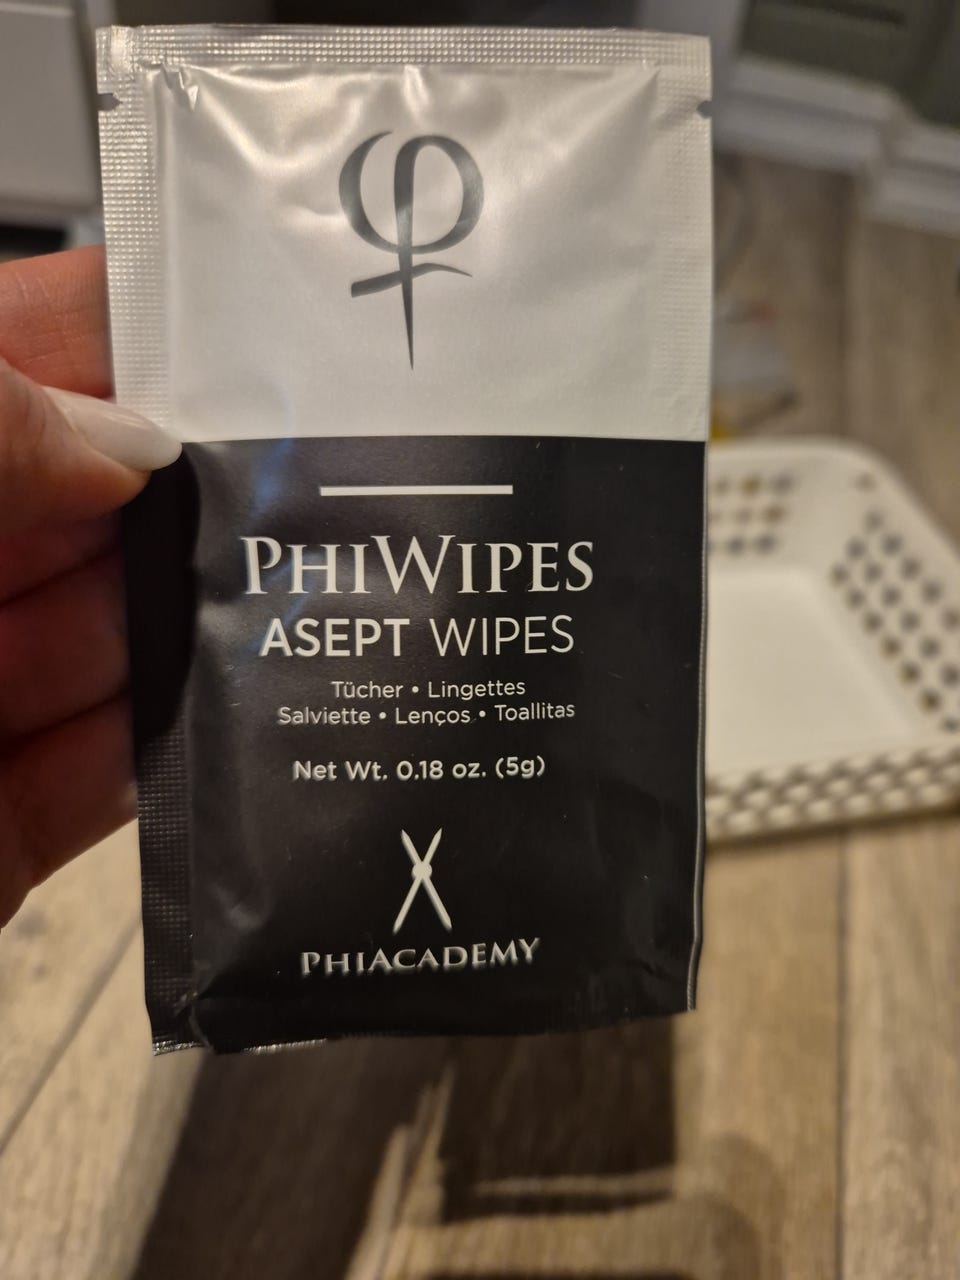 φ
PHIWIPES
ASEPT WIPES
Tücher • Lingettes
Salviette • Lenços • Toallitas
Net Wt. 0.18 oz. (5g)
PHIACADEMY